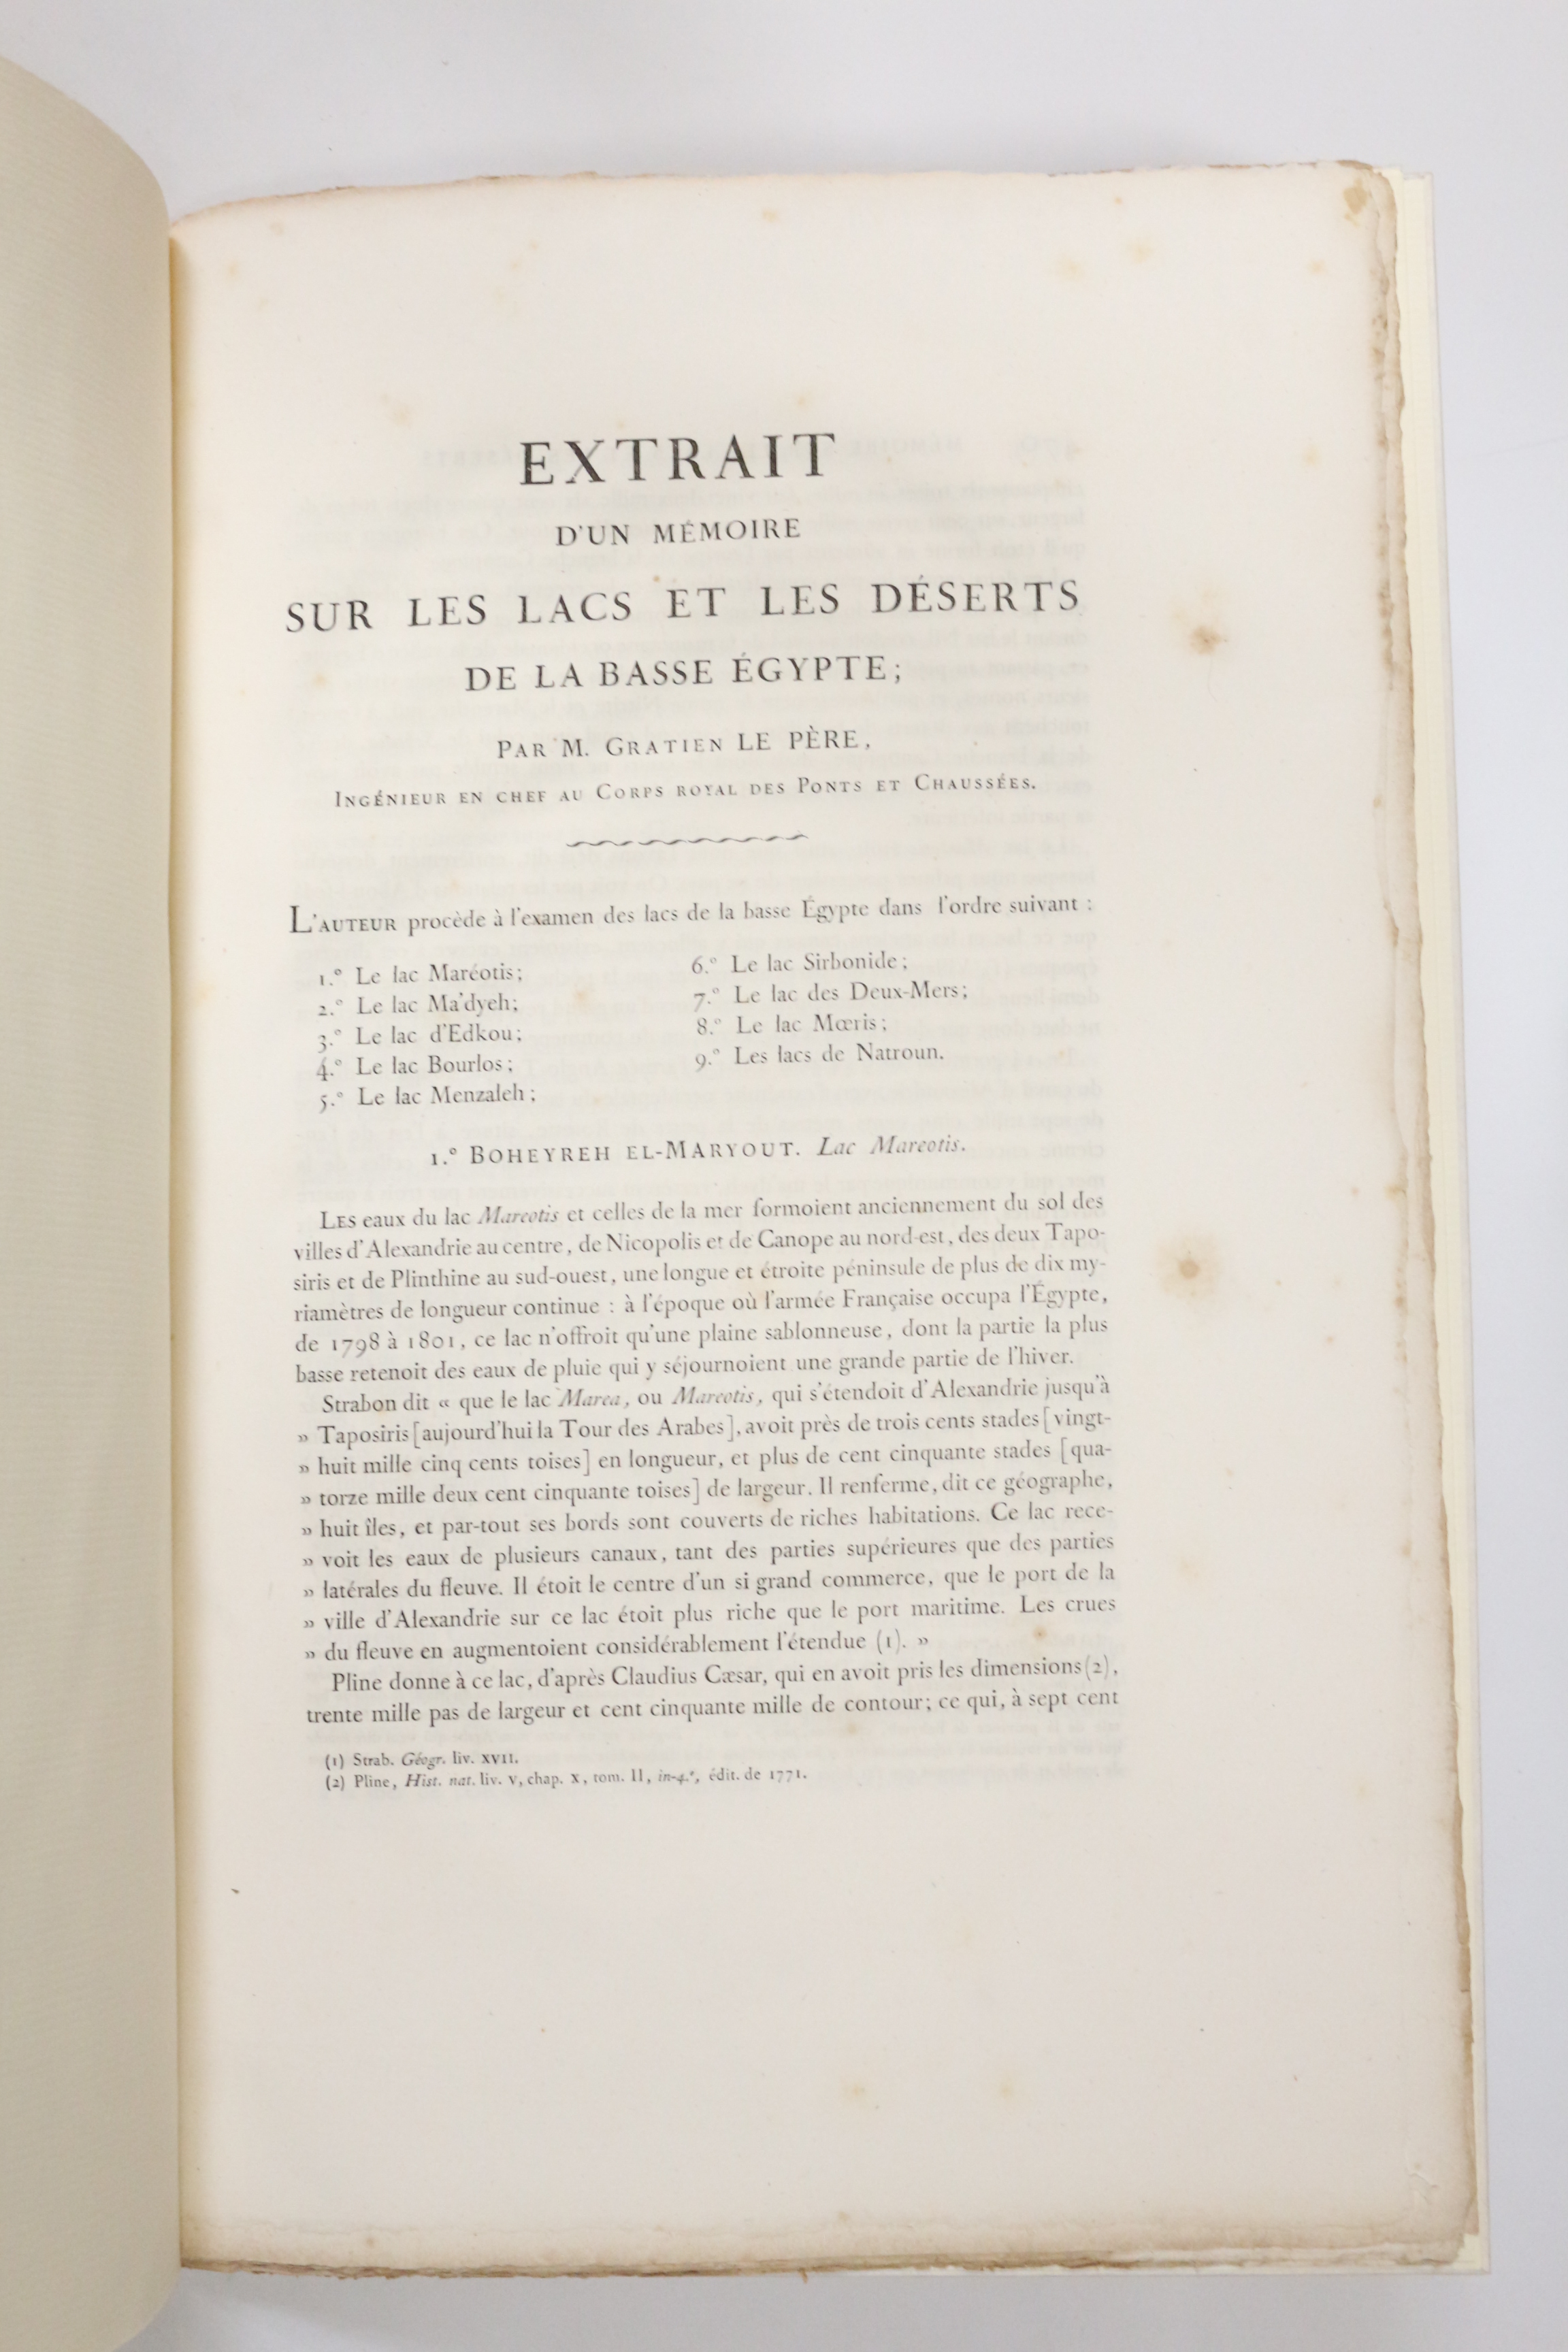 EXTRAIT
D'UN MÉMOIRE
SUR LES LACS ET LES DÉSERTS
DE LA BASSE ÉGYPTE;
PAR M. GRATIEN LE PÈRE,
INGÉNIEUR EN CHEF AU CORPS ROYAL DES PONTS ET CHAUSSÉES.
L'AUTEUR procède à l'examen des lacs de la basse Égypte dans l'ordre suivant :
1.° Le lac Maréotis;
2.° Le lac Ma'dyeh;
3.° Le lac d'Edkou;
4.° Le lac Bourlos;
5.° Le lac Menzaleh;
6.° Le lac Sirbonide;
7.° Le lac des Deux-Mers;
8.° Le lac Mœris;
9.° Les lacs de Natroun.
1.° BOHEYREH EL-MARYOUT. Lac Mareotis.
LES eaux du lac Mareotis et celles de la mer formoient anciennement du sol des
villes d'Alexandrie au centre, de Nicopolis et de Canope au nord-est, des deux Tapo-
siris et de Plinthine au sud-ouest, une longue et étroite péninsule de plus de dix my-
riamètres de longueur continue : à l'époque où l'armée Française occupa l'Égypte,
de 1798 à 1801, ce lac n'offroit qu'une plaine sablonneuse, dont la partie la plus
basse retenoit des eaux de pluie qui y séjournoient une grande partie de l'hiver.
Strabon dit « que le lac Marea, ou Mareotis, qui s'étendoit d'Alexandrie jusqu'à
» Taposiris [aujourd'hui la Tour des Arabes], avoit près de trois cents stades [vingt-
» huit mille cinq cents toises] en longueur, et plus de cent cinquante stades [qua-
» torze mille deux cent cinquante toises] de largeur. Il renferme, dit ce géographe,
» huit îles, et par-tout ses bords sont couverts de riches habitations. Ce lac rece-
» voit les eaux de plusieurs canaux, tant des parties supérieures que des parties
» latérales du fleuve. Il étoit le centre d'un si grand commerce, que le port de la
» ville d'Alexandrie sur ce lac étoit plus riche que le port maritime. Les crues
» du fleuve en augmentoient considérablement l'étendue (1). »
Pline donne à ce lac, d'après Claudius Cæsar, qui en avoit pris les dimensions (2),
trente mille pas de largeur et cent cinquante mille de contour; ce qui, à sept cent
(1) Strab. Géogr. liv. XVII.
(2) Pline, Hist. nat. liv. V, chap. X, tom. II, in-4.°, édit. de 1771.